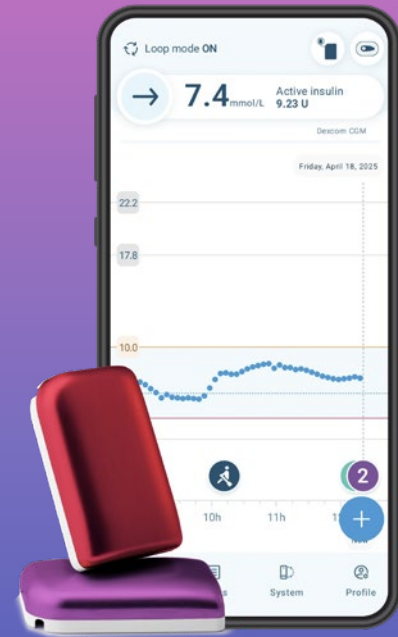 Loop mode ON
7.4 mmol/L
Active insulin
9.23 U
Dexcom CGM
Friday, April 18, 2025
22.2
17.8
10.0
2
10h 11h
+
System Profile